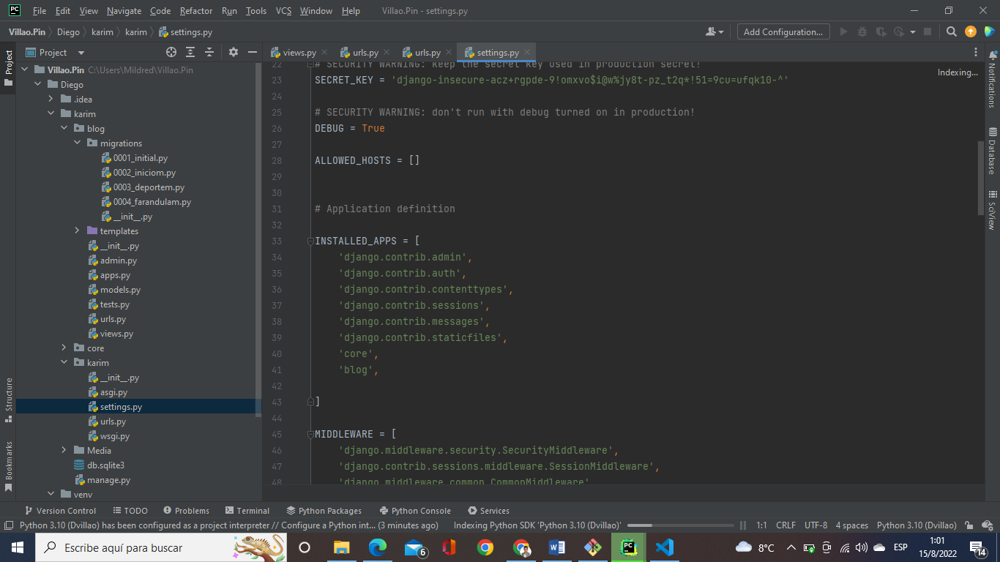 PC File Edit View Navigate Code Refactor Run Tools VCS Window Help Villao.Pin - settings.py
Villao.Pin Diego karim karim settings.py Add Configuration...
Project Project views.py urls.py urls.py settings.py Notifications
Villao.Pin C:\Users\Mildred\Villao.Pin
Diego
.idea
karim
blog
migrations
0001_initial.py
0002_iniciom.py
0003_deportem.py
0004_farandulam.py
__init__.py
templates
__init__.py
admin.py
apps.py
models.py
tests.py
urls.py
views.py
core
karim
__init__.py
asgi.py
settings.py
urls.py
wsgi.py
Media
db.sqlite3
manage.py
venv
Structure
Bookmarks
22 # SECURITY WARNING: keep the secret key used in production secret!
Indexing...
23 SECRET_KEY = 'django-insecure-acz+rgpde-9!omxvo$i@w%jy8t-pz_t2q*!51=9cu=ufqk10-^'
24
25 # SECURITY WARNING: don't run with debug turned on in production!
26 DEBUG = True
27
28 ALLOWED_HOSTS = []
29
30
31 # Application definition
32
33 INSTALLED_APPS = [
34 'django.contrib.admin',
35 'django.contrib.auth',
36 'django.contrib.contenttypes',
37 'django.contrib.sessions',
38 'django.contrib.messages',
39 'django.contrib.staticfiles',
40 'core',
41 'blog',
42
43 ]
44
45 MIDDLEWARE = [
46 'django.middleware.security.SecurityMiddleware',
47 'django.contrib.sessions.middleware.SessionMiddleware',
48 'django.middleware.common.CommonMiddleware'
Database
SciView
Version Control TODO Problems Terminal Python Packages Python Console Services
Python 3.10 (Dvillao) has been configured as a project interpreter // Configure a Python int... (3 minutes ago) Indexing Python SDK 'Python 3.10 (Dvillao)' 1:1 CRLF UTF-8 4 spaces Python 3.10 (Dvillao)
Escribe aquí para buscar 6 PC 8°C ESP 1:01
15/8/2022 14